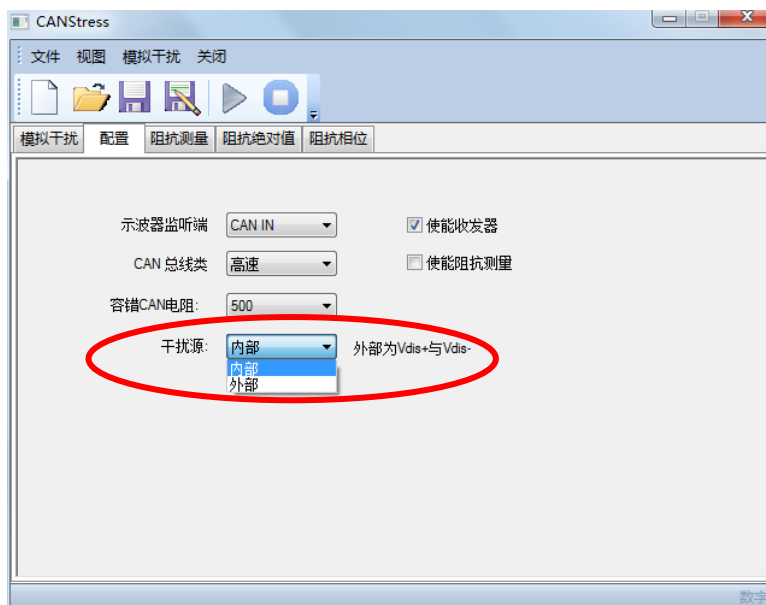 CANStress
文件 视图 模拟干扰 关闭
模拟干扰 配置 阻抗测量 阻抗绝对值 阻抗相位
示波器监听端 CAN IN 使能收发器
CAN 总线类 高速 使能阻抗测量
容错CAN电阻: 500
干扰源: 内部 外部为Vdis+与Vdis-
内部
外部
数字